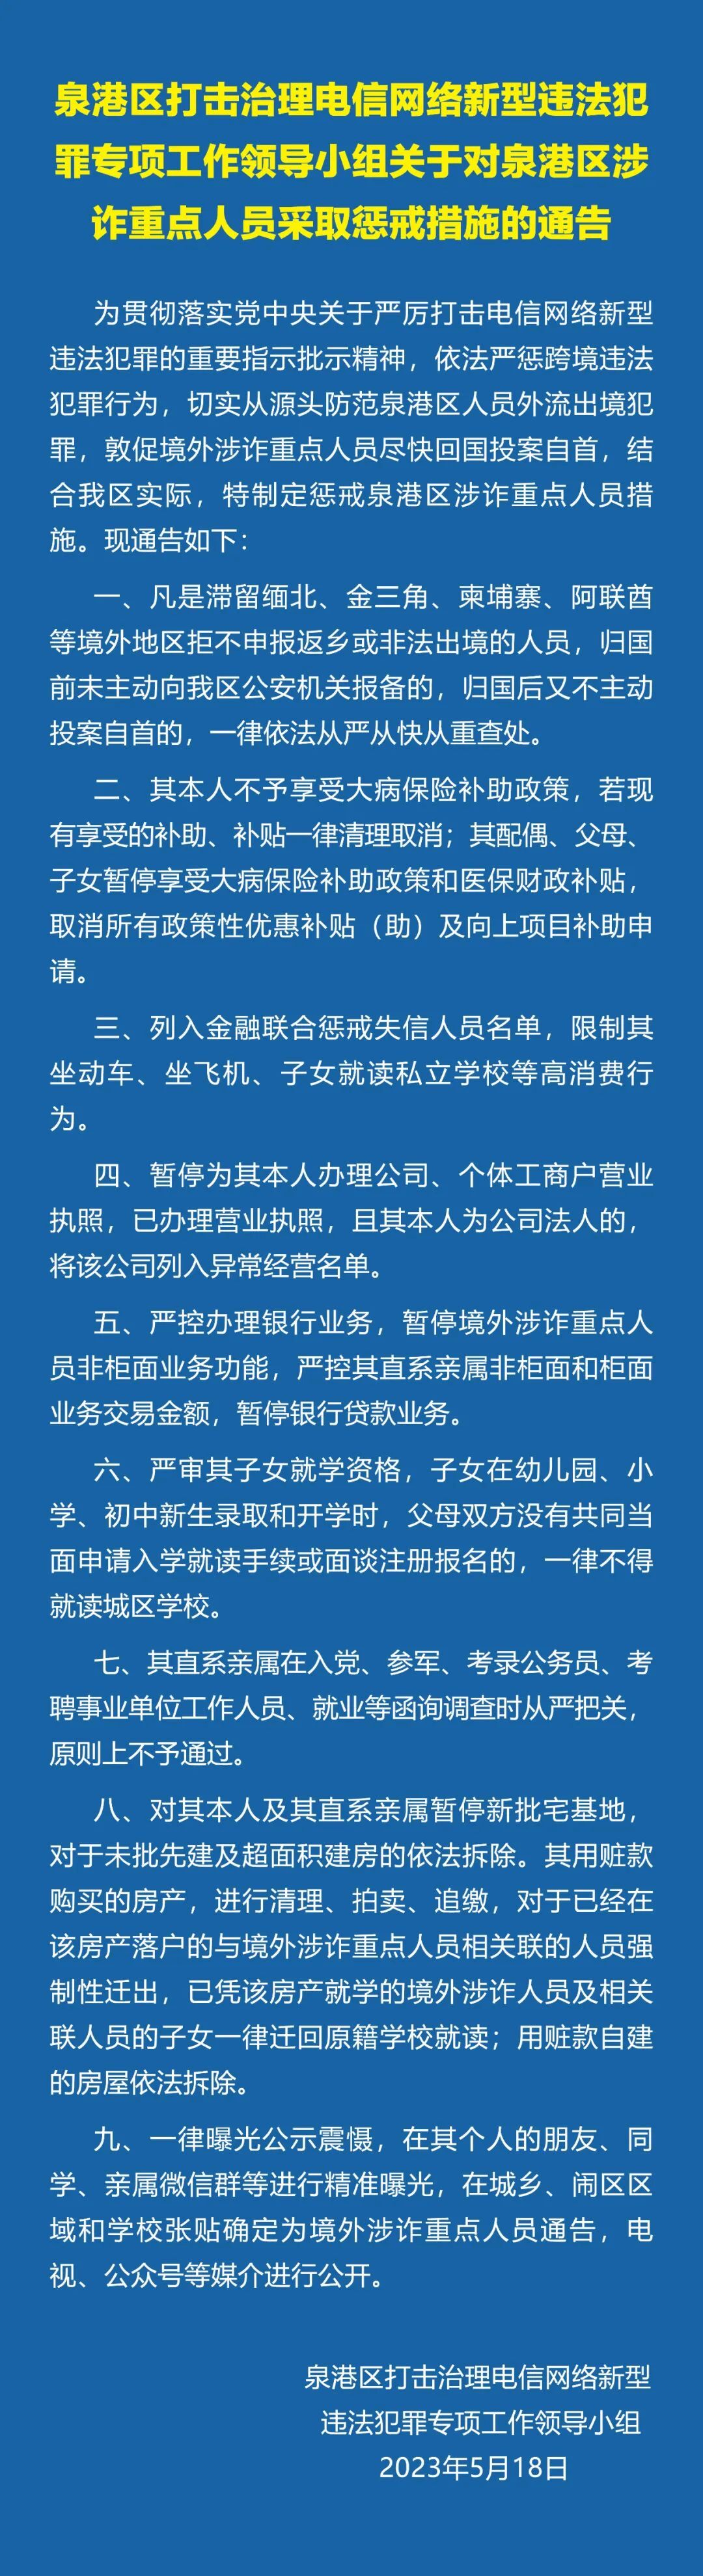 泉港区打击治理电信网络新型违法犯
罪专项工作领导小组关于对泉港区涉
诈重点人员采取惩戒措施的通告
为贯彻落实党中央关于严厉打击电信网络新型
违法犯罪的重要指示批示精神，依法严惩跨境违法
犯罪行为，切实从源头防范泉港区人员外流出境犯
罪，敦促境外涉诈重点人员尽快回国投案自首，结
合我区实际，特制定惩戒泉港区涉诈重点人员措
施。现通告如下：
一、凡是滞留缅北、金三角、柬埔寨、阿联酋
等境外地区拒不申报返乡或非法出境的人员，归国
前未主动向我区公安机关报备的，归国后又不主动
投案自首的，一律依法从严从快从重查处。
二、其本人不予享受大病保险补助政策，若现
有享受的补助、补贴一律清理取消；其配偶、父母、
子女暂停享受大病保险补助政策和医保财政补贴，
取消所有政策性优惠补贴（助）及向上项目补助申
请。
三、列入金融联合惩戒失信人员名单，限制其
坐动车、坐飞机、子女就读私立学校等高消费行
为。
四、暂停为其本人办理公司、个体工商户营业
执照，已办理营业执照，且其本人为公司法人的，
将该公司列入异常经营名单。
五、严控办理银行业务，暂停境外涉诈重点人
员非柜面业务功能，严控其直系亲属非柜面和柜面
业务交易金额，暂停银行贷款业务。
六、严审其子女就学资格，子女在幼儿园、小
学、初中新生录取和开学时，父母双方没有共同当
面申请入学就读手续或面谈注册报名的，一律不得
就读城区学校。
七、其直系亲属在入党、参军、考录公务员、考
聘事业单位工作人员、就业等函询调查时从严把关，
原则上不予通过。
八、对其本人及其直系亲属暂停新批宅基地，
对于未批先建及超面积建房的依法拆除。其用赃款
购买的房产，进行清理、拍卖、追缴，对于已经在
该房产落户的与境外涉诈重点人员相关联的人员强
制性迁出，已凭该房产就学的境外涉诈人员及相关
联人员的子女一律迁回原籍学校就读；用赃款自建
的房屋依法拆除。
九、一律曝光公示震慑，在其个人的朋友、同
学、亲属微信群等进行精准曝光，在城乡、闹区区
域和学校张贴确定为境外涉诈重点人员通告，电
视、公众号等媒介进行公开。
泉港区打击治理电信网络新型
违法犯罪专项工作领导小组
2023年5月18日